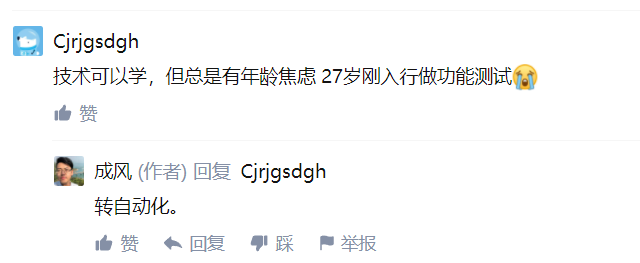 Cjrjgsdgh
技术可以学，但总是有年龄焦虑 27岁刚入行做功能测试😭
赞
成风 (作者) 回复 Cjrjgsdgh
转自动化。
赞 回复 踩 举报